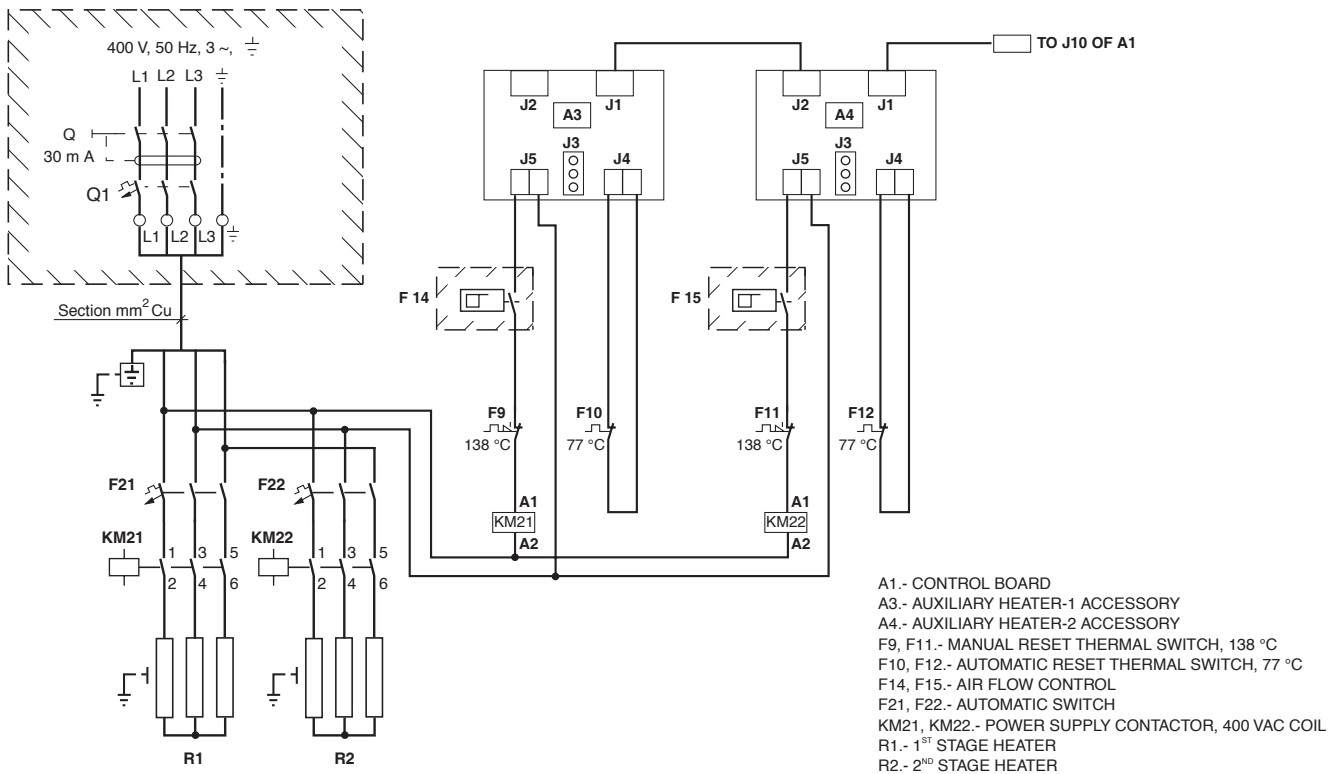 400 V, 50 Hz, 3 ~,
L1 L2 L3
Q
30 m A
Q1
L1 L2 L3
Section mm² Cu
F21
F22
KM21
KM22
1 3 5
2 4 6
1 3 5
2 4 6
R1
R2
TO J10 OF A1
J2 J1
A3
J3
J5 J4
J2 J1
A4
J3
J5 J4
F 14
F 15
F9
138 °C
F10
77 °C
F11
138 °C
F12
77 °C
A1
KM21
A2
A1
KM22
A2
A1.- CONTROL BOARD
A3.- AUXILIARY HEATER-1 ACCESSORY
A4.- AUXILIARY HEATER-2 ACCESSORY
F9, F11.- MANUAL RESET THERMAL SWITCH, 138 °C
F10, F12.- AUTOMATIC RESET THERMAL SWITCH, 77 °C
F14, F15.- AIR FLOW CONTROL
F21, F22.- AUTOMATIC SWITCH
KM21, KM22.- POWER SUPPLY CONTACTOR, 400 VAC COIL
R1.- 1ST STAGE HEATER
R2.- 2ND STAGE HEATER